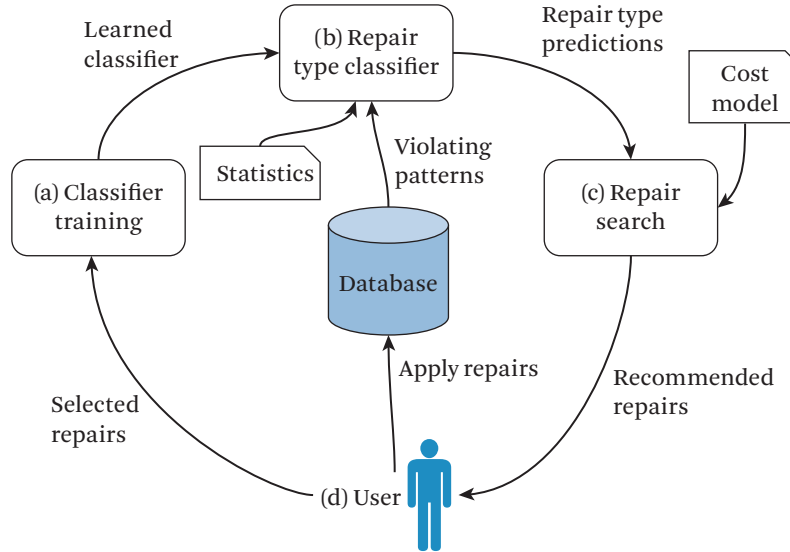 Learned
classifier
(b) Repair
type classifier
Repair type
predictions
Cost
model
Statistics
Violating
patterns
(a) Classifier
training
(c) Repair
search
Database
Apply repairs
Selected
repairs
Recommended
repairs
(d) User